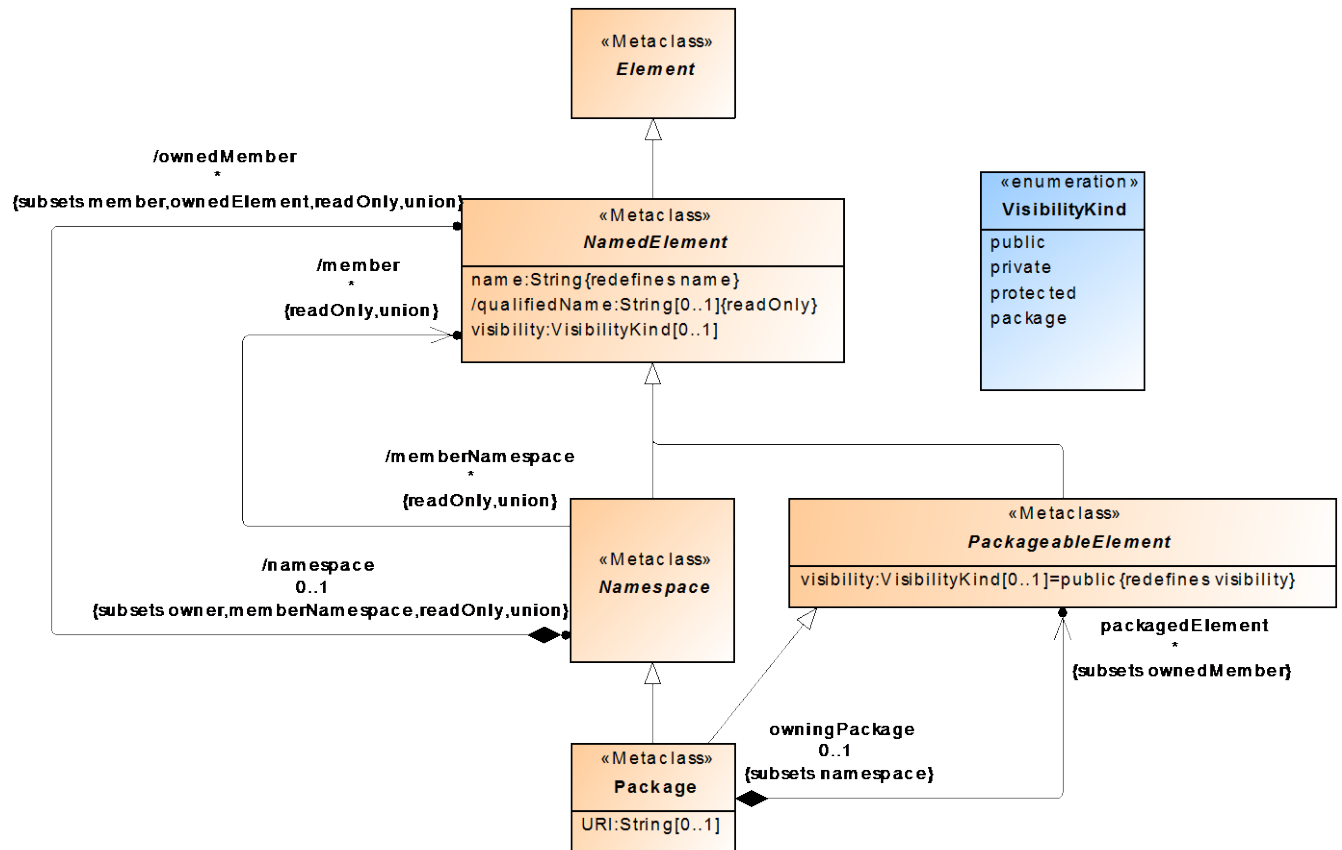 «Metaclass»
Element
/ownedMember
*
{subsets member,ownedElement,readOnly,union}
«Metaclass»
NamedElement
name:String{redefines name}
/qualifiedName:String[0..1]{readOnly}
visibility:VisibilityKind[0..1]
«enumeration»
VisibilityKind
public
private
protected
package
/member
*
{readOnly,union}
/memberNamespace
*
{readOnly,union}
«Metaclass»
Namespace
/namespace
0..1
{subsets owner,memberNamespace,readOnly,union}
«Metaclass»
PackageableElement
visibility:VisibilityKind[0..1]=public{redefines visibility}
packagedElement
*
{subsets ownedMember}
owningPackage
0..1
{subsets namespace}
«Metaclass»
Package
URI:String[0..1]